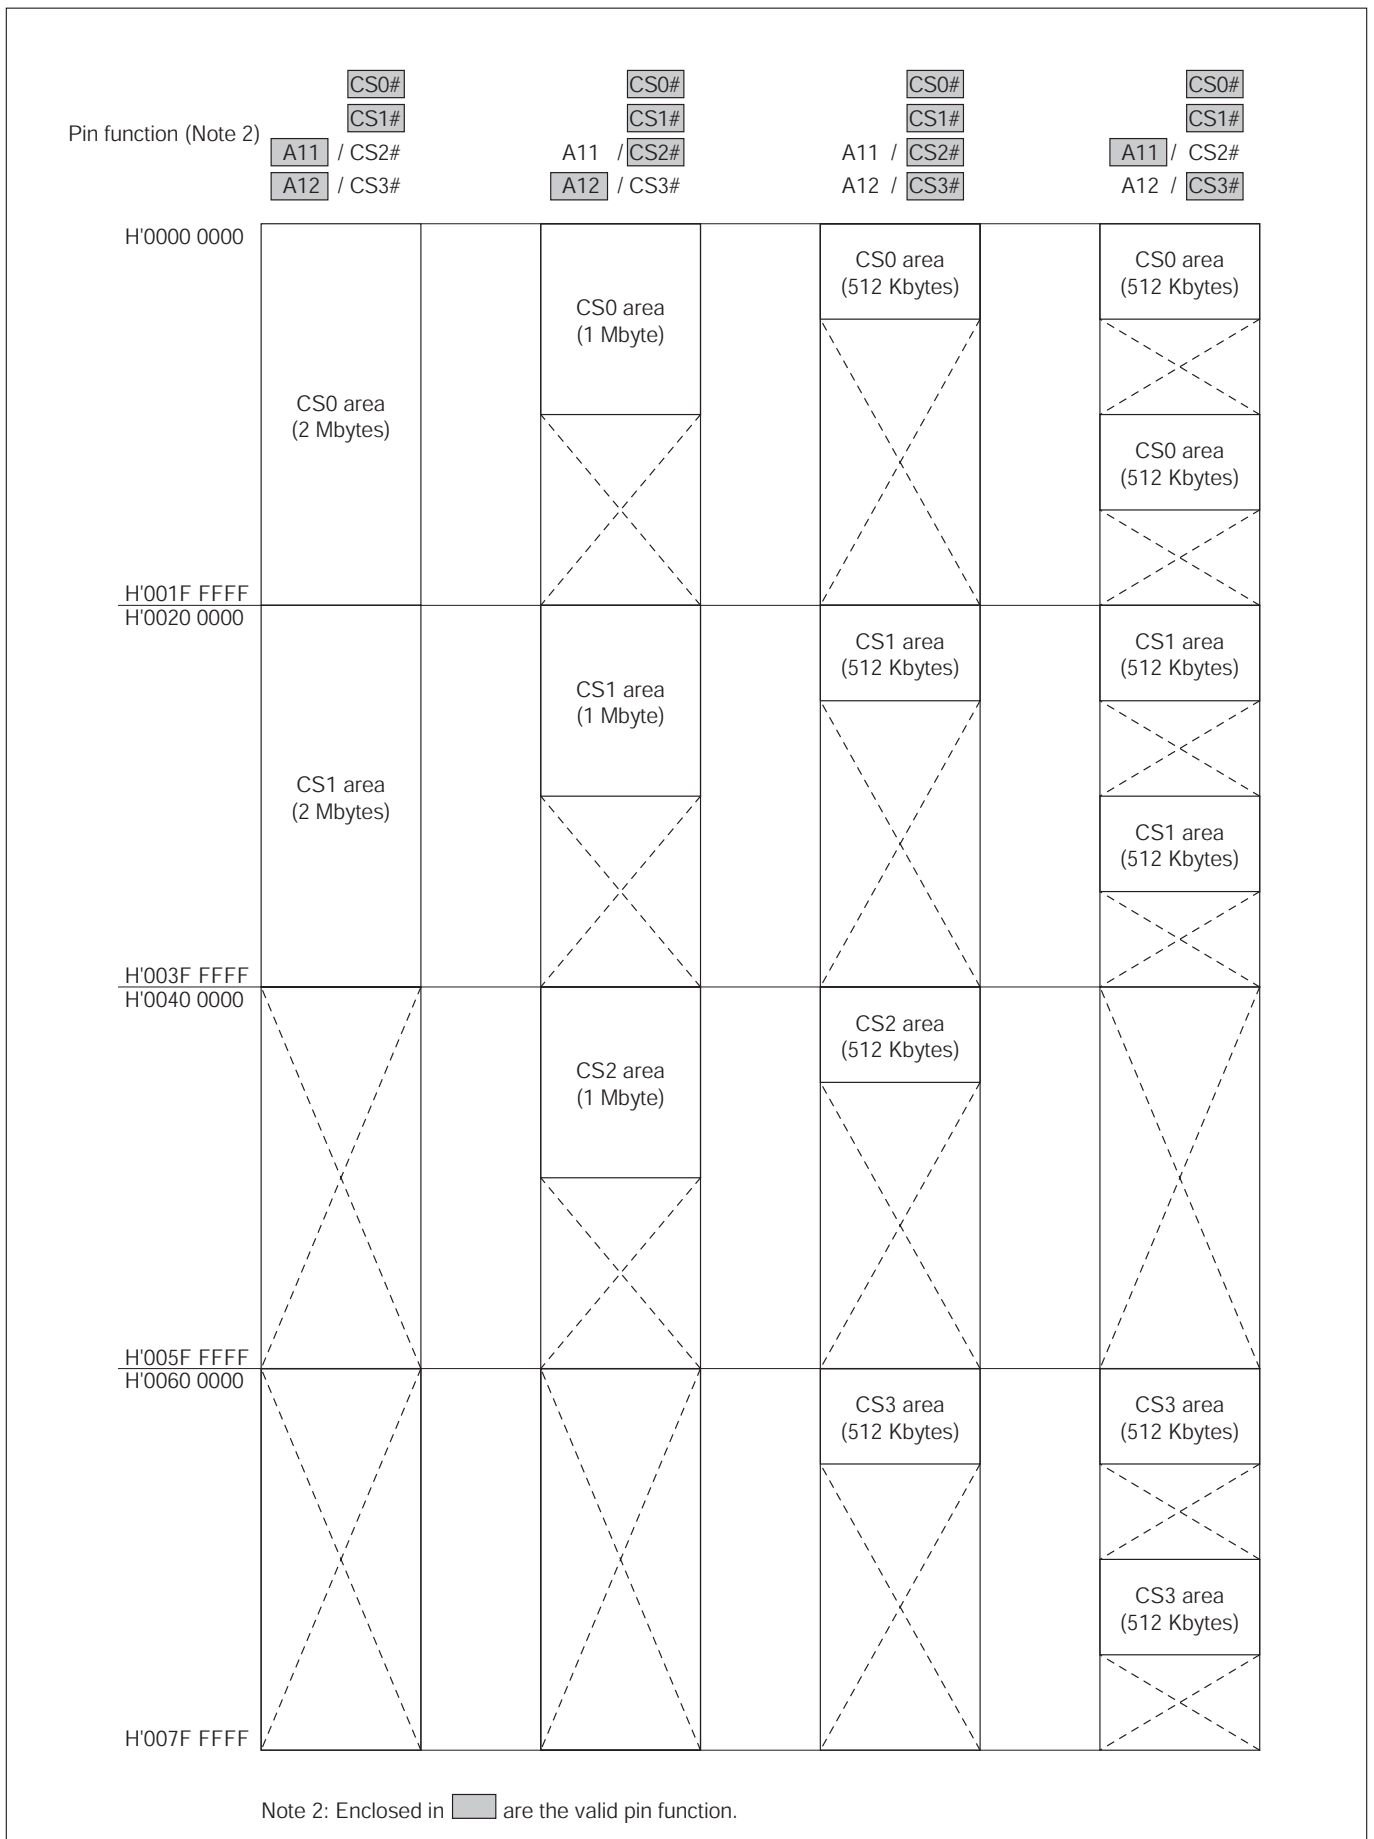 CS0# CS0# CS0# CS0#
CS1# CS1# CS1# CS1#
Pin function (Note 2)
A11 / CS2# A11 / CS2# A11 / CS2# A11 / CS2#
A12 / CS3# A12 / CS3# A12 / CS3# A12 / CS3#
H'0000 0000
CS0 area
(2 Mbytes)
CS0 area
(1 Mbyte)
CS0 area
(512 Kbytes)
CS0 area
(512 Kbytes)
CS0 area
(512 Kbytes)
H'001F FFFF
H'0020 0000
CS1 area
(2 Mbytes)
CS1 area
(1 Mbyte)
CS1 area
(512 Kbytes)
CS1 area
(512 Kbytes)
CS1 area
(512 Kbytes)
H'003F FFFF
H'0040 0000
CS2 area
(1 Mbyte)
CS2 area
(512 Kbytes)
H'005F FFFF
H'0060 0000
CS3 area
(512 Kbytes)
CS3 area
(512 Kbytes)
CS3 area
(512 Kbytes)
H'007F FFFF
Note 2: Enclosed in are the valid pin function.